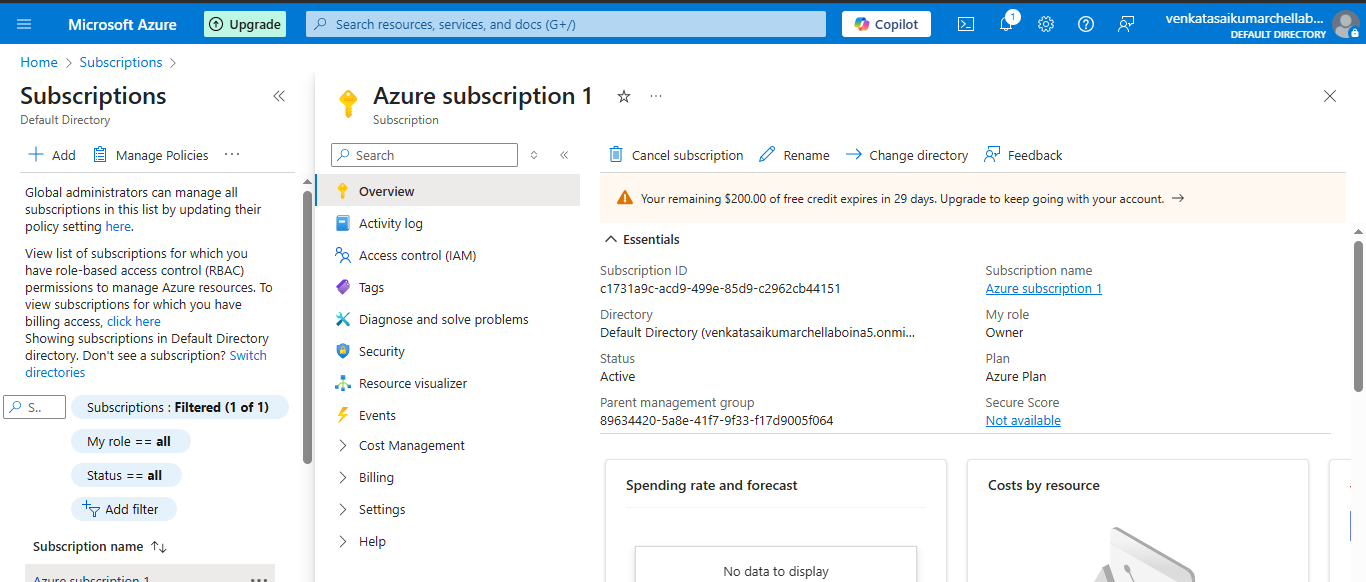 Microsoft Azure
Upgrade
Search resources, services, and docs (G+/)
Copilot
1
venkatasaikumarchellab...
DEFAULT DIRECTORY
Home > Subscriptions >
Subscriptions
Default Directory
Add
Manage Policies
...
Global administrators can manage all
subscriptions in this list by updating their
policy setting here.
View list of subscriptions for which you
have role-based access control (RBAC)
permissions to manage Azure resources. To
view subscriptions for which you have
billing access, click here
Showing subscriptions in Default Directory
directory. Don't see a subscription? Switch
directories
S..
Subscriptions : Filtered (1 of 1)
My role == all
Status == all
Add filter
Subscription name
Azure subscription 1
...
Azure subscription 1
...
Subscription
Search
Overview
Activity log
Access control (IAM)
Tags
Diagnose and solve problems
Security
Resource visualizer
Events
Cost Management
Billing
Settings
Help
Cancel subscription
Rename
Change directory
Feedback
Your remaining $200.00 of free credit expires in 29 days. Upgrade to keep going with your account.
Essentials
Subscription ID
c1731a9c-acd9-499e-85d9-c2962cb44151
Directory
Default Directory (venkatasaikumarchellaboina5.onmi...
Status
Active
Parent management group
89634420-5a8e-41f7-9f33-f17d9005f064
Subscription name
Azure subscription 1
My role
Owner
Plan
Azure Plan
Secure Score
Not available
Spending rate and forecast
No data to display
Costs by resource